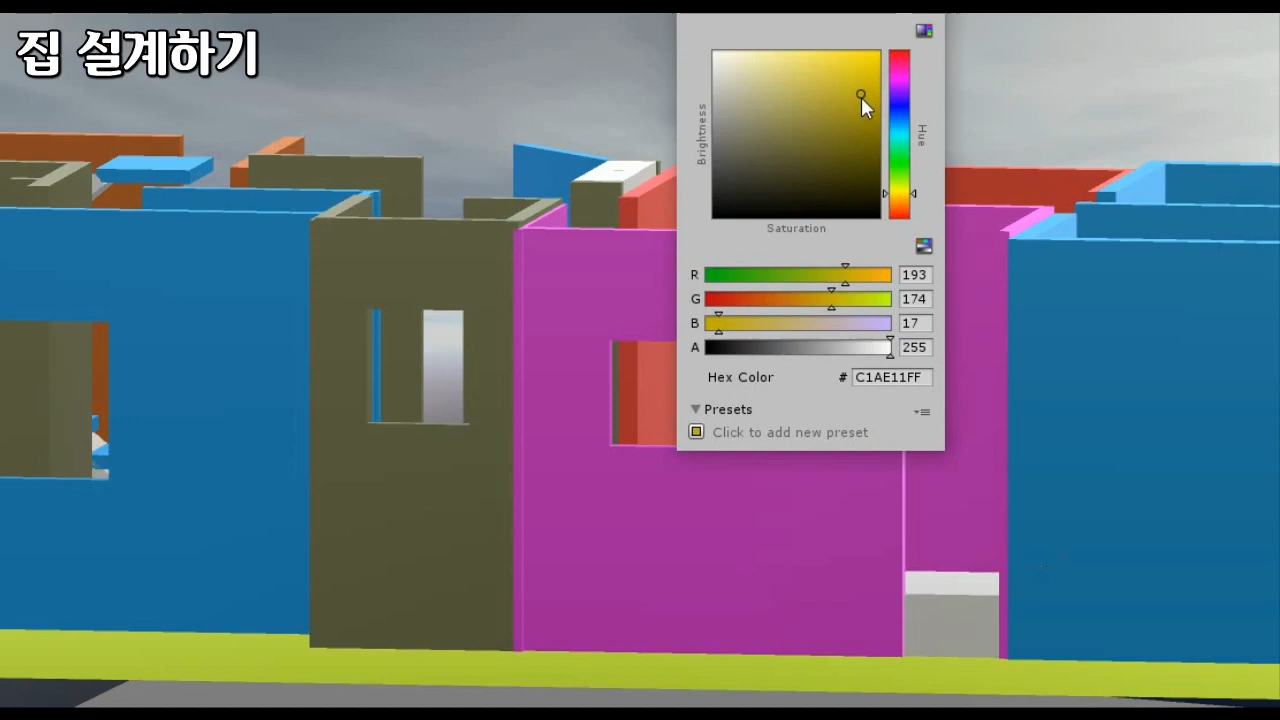 집 설계하기
Brightness
Hue
Saturation
R 193
G 174
B 17
A 255
Hex Color # C1AE11FF
Presets
Click to add new preset